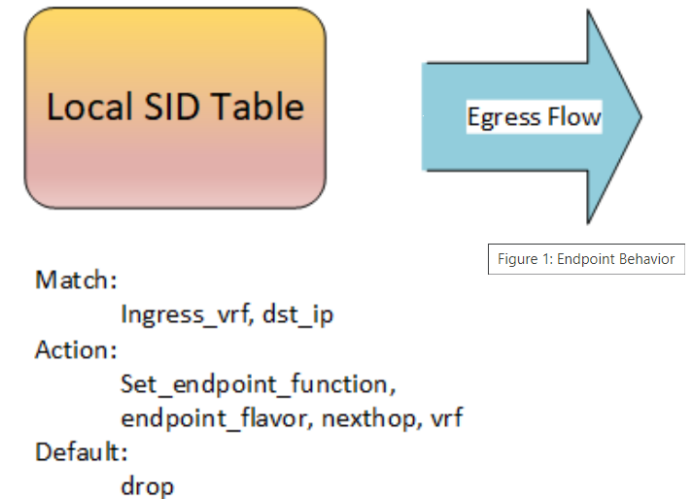 Local SID Table
Egress Flow
Figure 1: Endpoint Behavior
Match:
Ingress_vrf, dst_ip
Action:
Set_endpoint_function,
endpoint_flavor, nexthop, vrf
Default:
drop